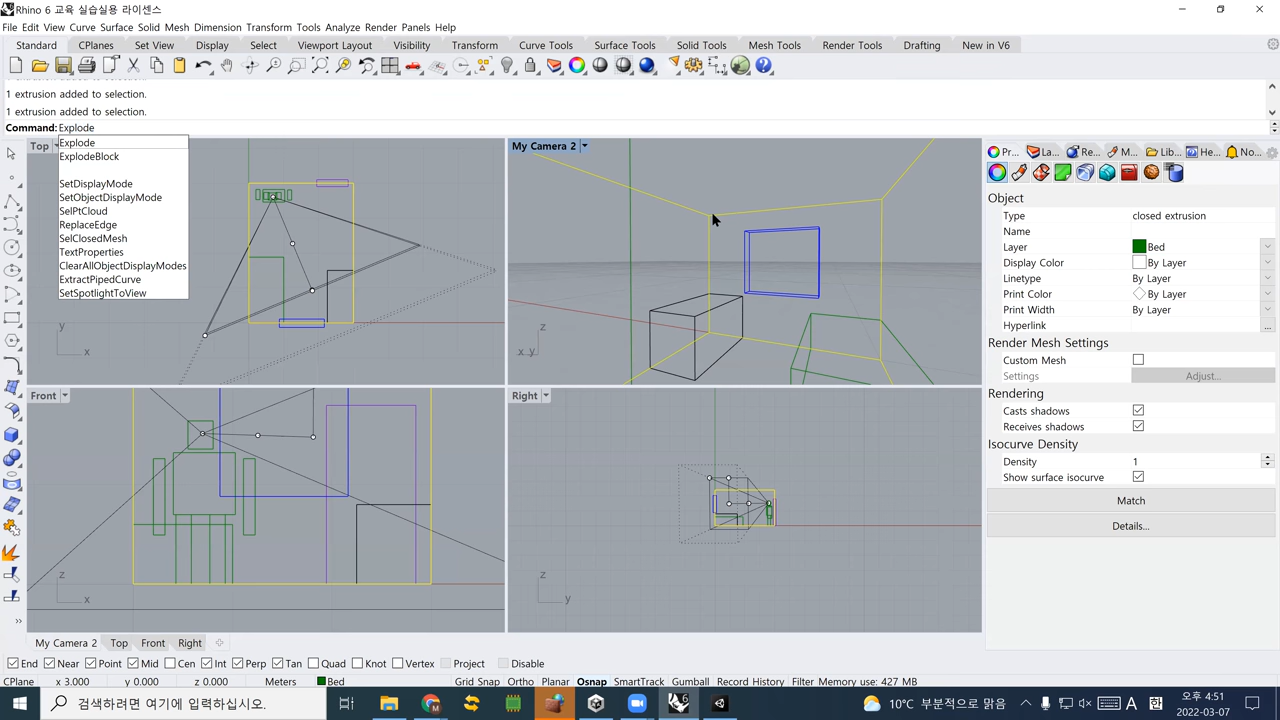 Rhino 6 교육 실습실용 라이센스
File Edit View Curve Surface Solid Mesh Dimension Transform Tools Analyze Render Panels Help
Standard CPlanes Set View Display Select Viewport Layout Visibility Transform Curve Tools Surface Tools Solid Tools Mesh Tools Render Tools Drafting New in V6
1 extrusion added to selection.
1 extrusion added to selection.
Command: Explode
Explode
ExplodeBlock
SetDisplayMode
SetObjectDisplayMode
SelPtCloud
ReplaceEdge
SelClosedMesh
TextProperties
ClearAllObjectDisplayModes
ExtractPipedCurve
SetSpotlightToView
Top
y
x
My Camera 2
z
x y
Front
z
x
Right
z
y
Pr... La... Re... M... Lib... He... No...
Object
Type closed extrusion
Name
Layer Bed
Display Color By Layer
Linetype By Layer
Print Color By Layer
Print Width By Layer
Hyperlink ...
Render Mesh Settings
Custom Mesh
Settings Adjust...
Rendering
Casts shadows
Receives shadows
Isocurve Density
Density 1
Show surface isocurve
Match
Details...
My Camera 2 Top Front Right
End Near Point Mid Cen Int Perp Tan Quad Knot Vertex Project Disable
CPlane x 3.000 y 0.000 z 0.000 Meters Bed Grid Snap Ortho Planar Osnap SmartTrack Gumball Record History Filter Memory use: 427 MB
검색하려면 여기에 입력하십시오.
10°C 부분적으로 맑음
A 한
오후 4:51
2022-03-07